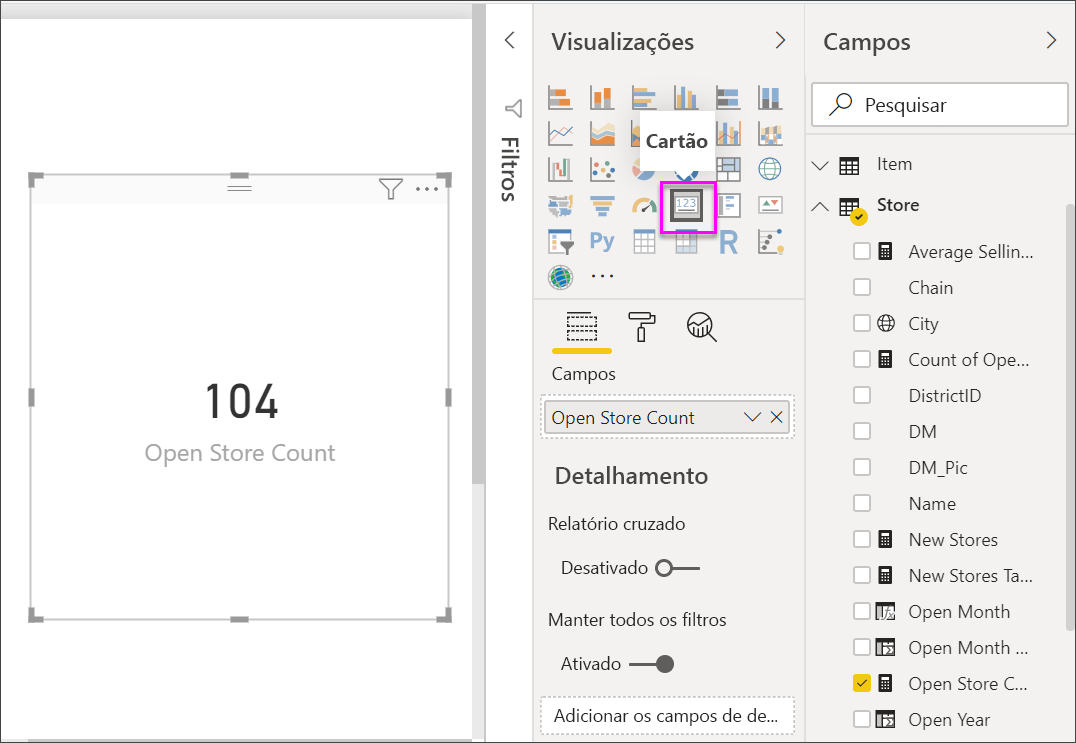 104
Open Store Count
Filtros
Visualizações
Cartão
123
Py
R
Campos
Open Store Count
Detalhamento
Relatório cruzado
Desativado
Manter todos os filtros
Ativado
Adicionar os campos de de...
Campos
Pesquisar
Item
Store
Average Sellin...
Chain
City
Count of Ope...
DistrictID
DM
DM_Pic
Name
New Stores
New Stores Ta...
Open Month
Open Month ...
Open Store C...
Open Year